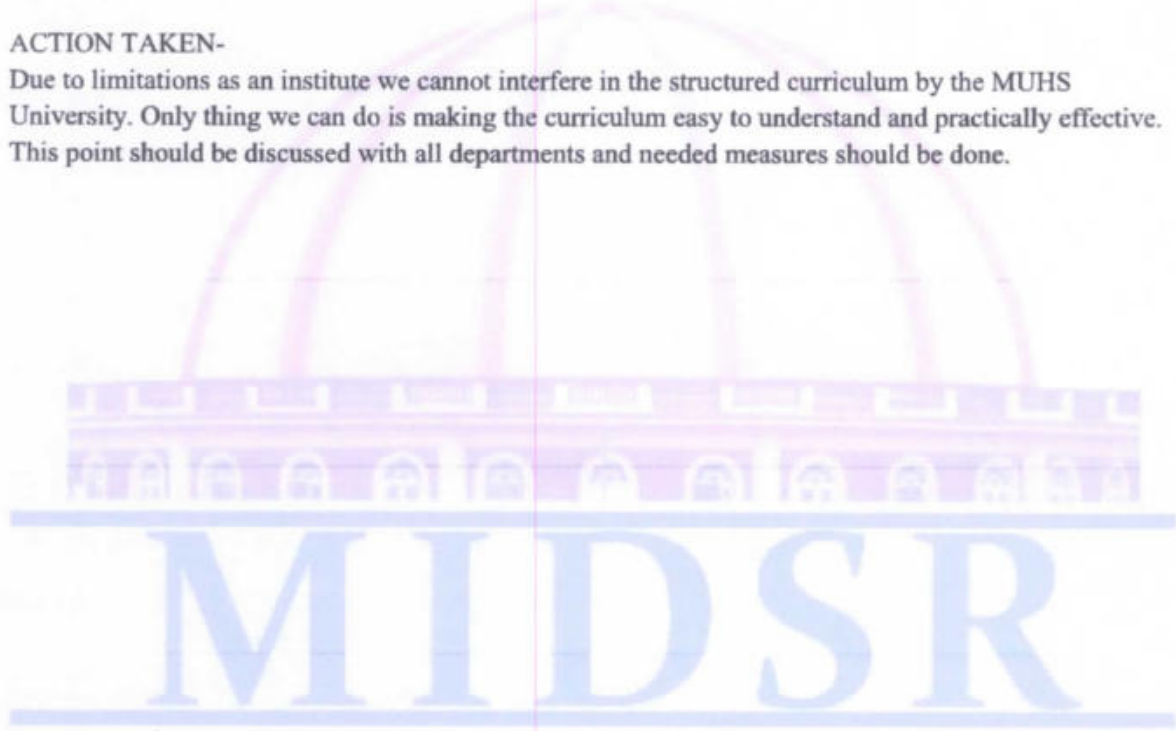 ACTION TAKEN-
Due to limitations as an institute we cannot interfere in the structured curriculum by the MUHS
University. Only thing we can do is making the curriculum easy to understand and practically effective.
This point should be discussed with all departments and needed measures should be done.
MIDSR